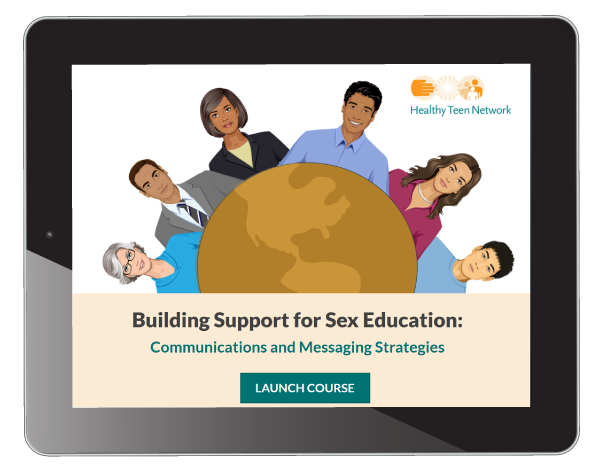 Healthy Teen Network
Building Support for Sex Education:
Communications and Messaging Strategies
LAUNCH COURSE